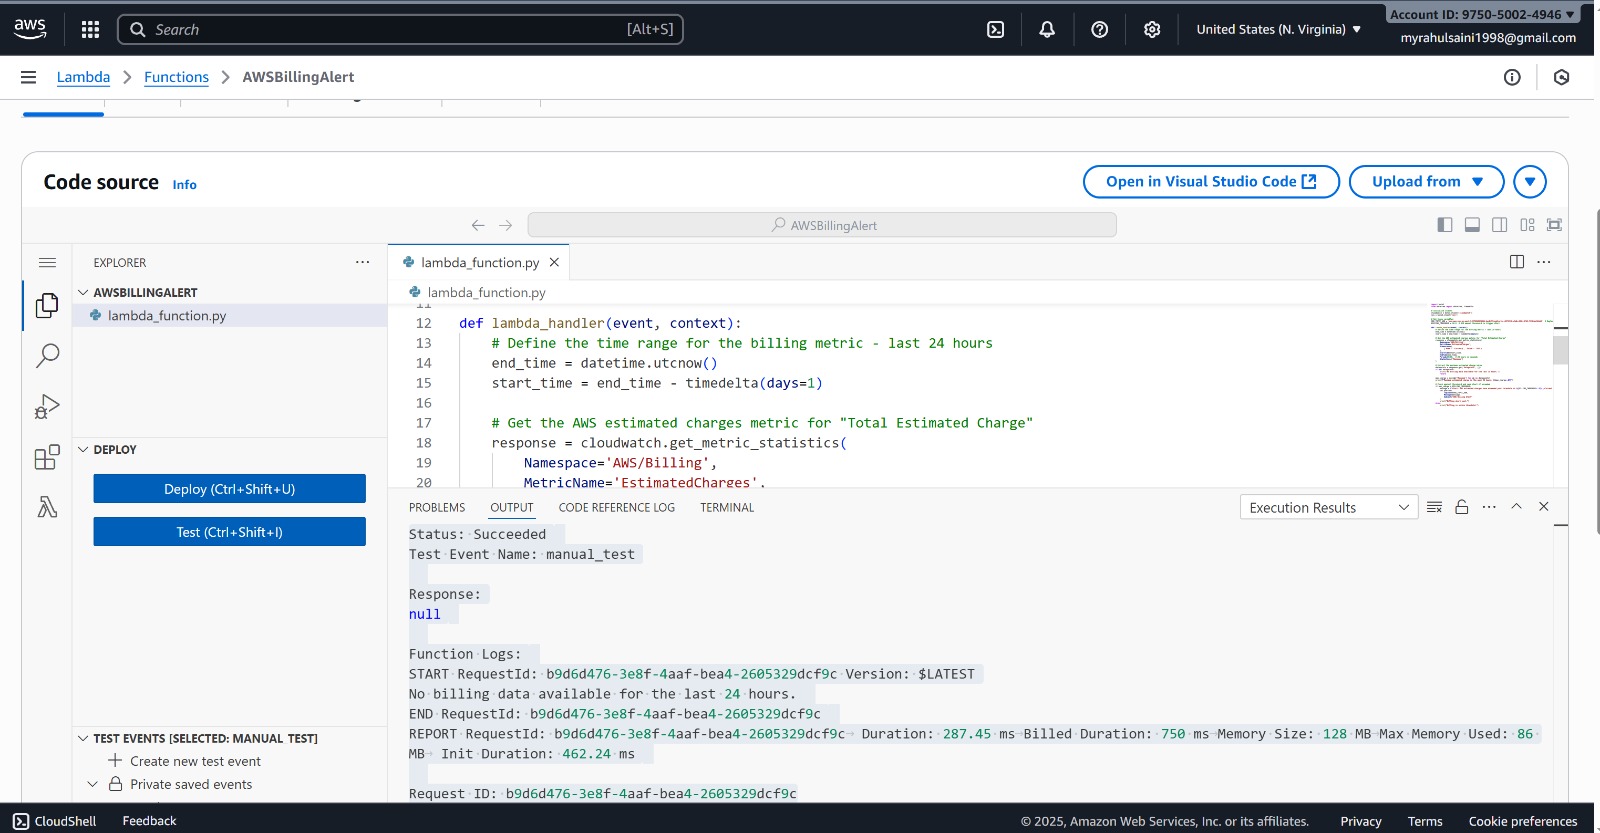 aws
Search
[Alt+S]
United States (N. Virginia)
Account ID: 9750-5002-4946
myrahulsaini1998@gmail.com
Lambda
Functions
AWSBillingAlert
Code source
Info
Open in Visual Studio Code
Upload from
AWSBillingAlert
EXPLORER
AWSBILLINGALERT
lambda_function.py
DEPLOY
Deploy (Ctrl+Shift+U)
Test (Ctrl+Shift+I)
TEST EVENTS [SELECTED: MANUAL TEST]
Create new test event
Private saved events
lambda_function.py
lambda_function.py
11
12 def lambda_handler(event, context):
13 # Define the time range for the billing metric - last 24 hours
14 end_time = datetime.utcnow()
15 start_time = end_time - timedelta(days=1)
16
17 # Get the AWS estimated charges metric for "Total Estimated Charge"
18 response = cloudwatch.get_metric_statistics(
19 Namespace='AWS/Billing',
20 MetricName='EstimatedCharges',
PROBLEMS
OUTPUT
CODE REFERENCE LOG
TERMINAL
Execution Results
Status: Succeeded
Test Event Name: manual_test
Response:
null
Function Logs:
START RequestId: b9d6d476-3e8f-4aaf-bea4-2605329dcf9c Version: $LATEST
No billing data available for the last 24 hours.
END RequestId: b9d6d476-3e8f-4aaf-bea4-2605329dcf9c
REPORT RequestId: b9d6d476-3e8f-4aaf-bea4-2605329dcf9c Duration: 287.45 ms Billed Duration: 750 ms Memory Size: 128 MB Max Memory Used: 86
MB Init Duration: 462.24 ms
Request ID: b9d6d476-3e8f-4aaf-bea4-2605329dcf9c
CloudShell
Feedback
© 2025, Amazon Web Services, Inc. or its affiliates.
Privacy
Terms
Cookie preferences